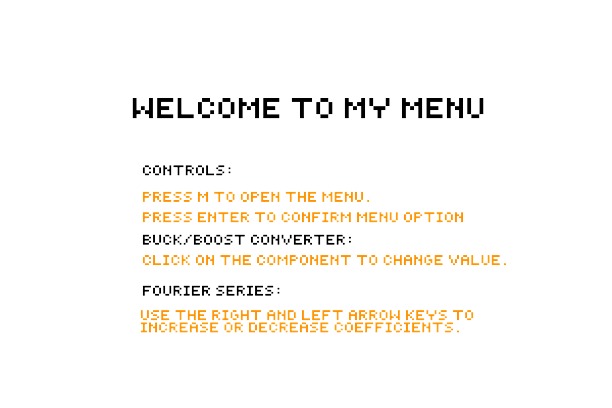 WELCOME TO MY MENU
CONTROLS:
PRESS M TO OPEN THE MENU.
PRESS ENTER TO CONFIRM MENU OPTION
BUCK/BOOST CONVERTER:
CLICK ON THE COMPONENT TO CHANGE VALUE.
FOURIER SERIES:
USE THE RIGHT AND LEFT ARROW KEYS TO
INCREASE OR DECREASE COEFFICIENTS.